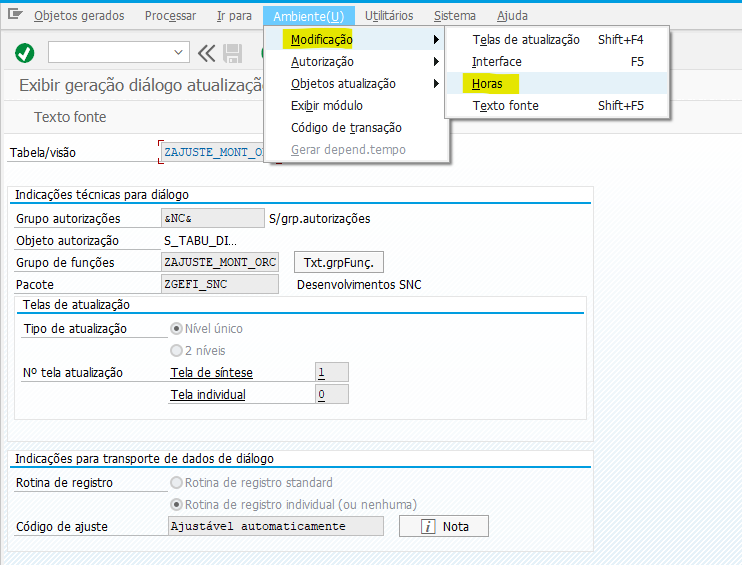 Objetos gerados Processar Ir para Ambiente(U) Utilitários Sistema Ajuda
Modificação
Autorização
Objetos atualização
Exibir módulo
Código de transação
Gerar depend.tempo
Telas de atualização Shift+F4
Interface F5
Horas
Texto fonte Shift+F5
Exibir geração diálogo atualização
Texto fonte
Tabela/visão ZAJUSTE_MONT_O
Indicações técnicas para diálogo
Grupo autorizações &NC& S/grp.autorizações
Objeto autorização S_TABU_DI...
Grupo de funções ZAJUSTE_MONT_ORC Txt.grpFunç.
Pacote ZGEFI_SNC Desenvolvimentos SNC
Telas de atualização
Tipo de atualização Nível único
2 níveis
Nº tela atualização Tela de síntese 1
Tela individual 0
Indicações para transporte de dados de diálogo
Rotina de registro Rotina de registro standard
Rotina de registro individual (ou nenhuma)
Código de ajuste Ajustável automaticamente i Nota